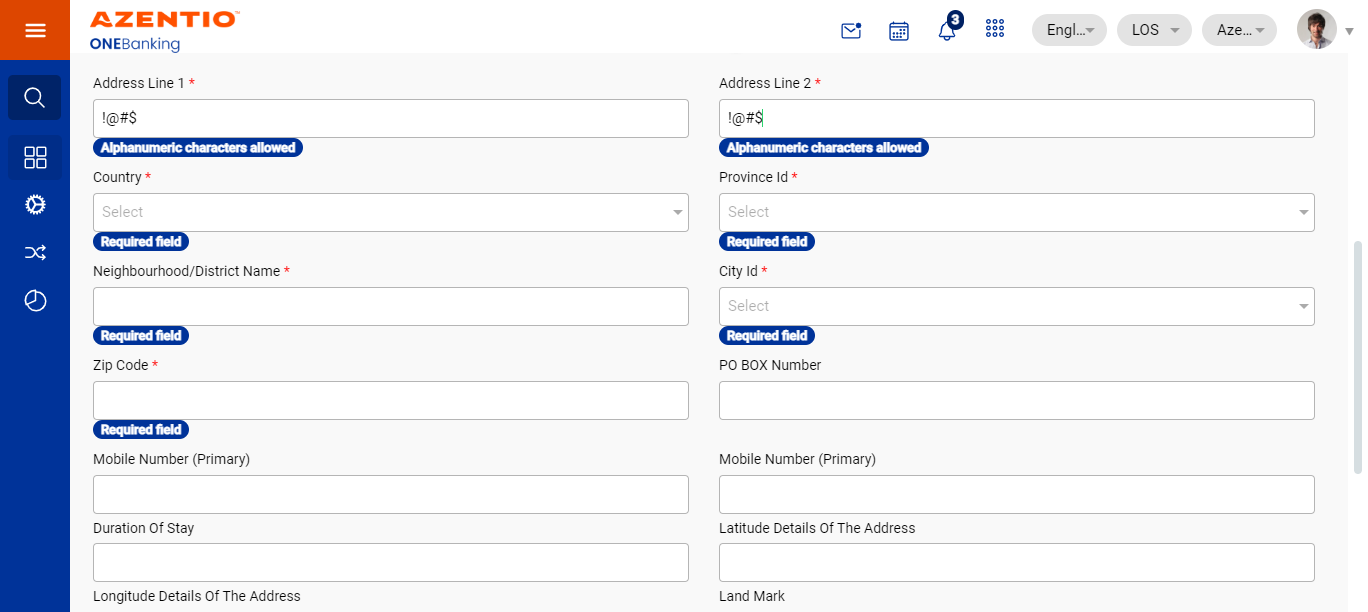 AZENTIO™
ONEBanking
3
Engl...
LOS
Aze...
Address Line 1 *
Address Line 2 *
!@#$
!@#$
Alphanumeric characters allowed
Alphanumeric characters allowed
Country *
Province Id *
Select
Select
Required field
Required field
Neighbourhood/District Name *
City Id *
Select
Required field
Required field
Zip Code *
PO BOX Number
Required field
Mobile Number (Primary)
Mobile Number (Primary)
Duration Of Stay
Latitude Details Of The Address
Longitude Details Of The Address
Land Mark